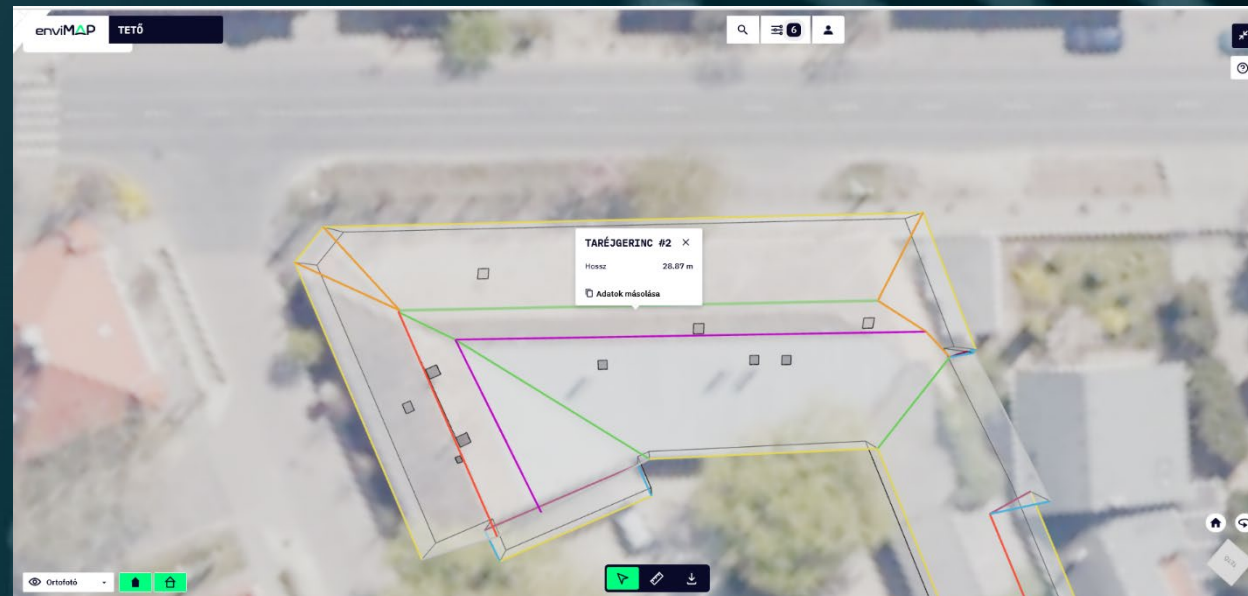 enviMAP TETŐ
6
TARÉJGERINC #2
Hossz 28.87 m
Adatok másolása
Ortofotó